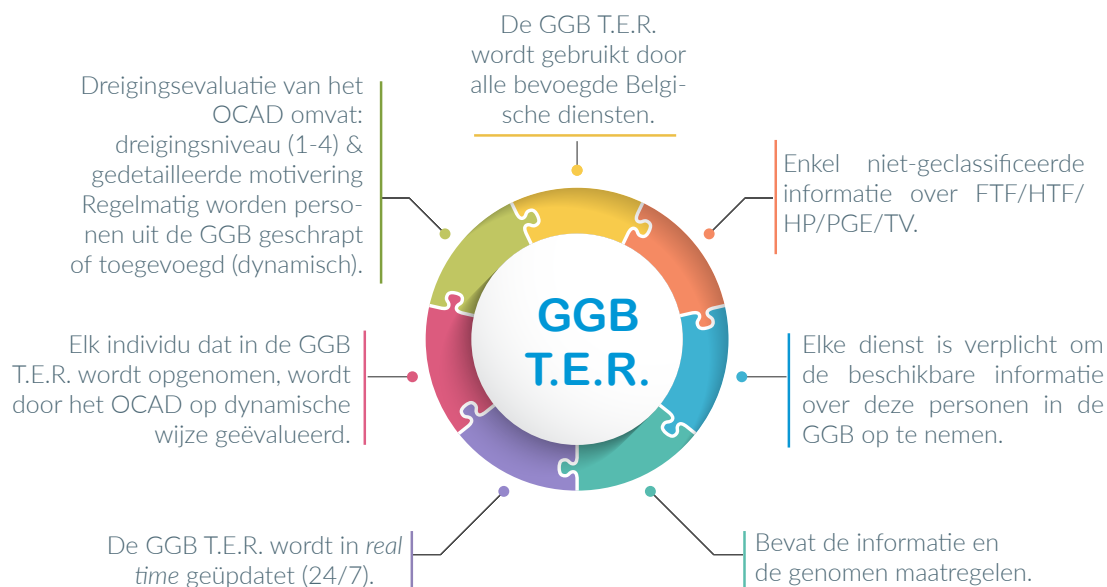 De GGB T.E.R.
wordt gebruikt door
alle bevoegde Belgi-
sche diensten.
Dreigingsevaluatie van het
OCAD omvat:
dreigingsniveau (1-4) &
gedetailleerde motivering
Regelmatig worden perso-
nen uit de GGB geschrapt
of toegevoegd (dynamisch).
Enkel niet-geclassificeerde
informatie over FTF/HTF/
HP/PGE/TV.
GGB
T.E.R.
Elk individu dat in de GGB
T.E.R. wordt opgenomen, wordt
door het OCAD op dynamische
wijze geëvalueerd.
Elke dienst is verplicht om
de beschikbare informatie
over deze personen in de
GGB op te nemen.
De GGB T.E.R. wordt in real
time geüpdatet (24/7).
Bevat de informatie en
de genomen maatregelen.